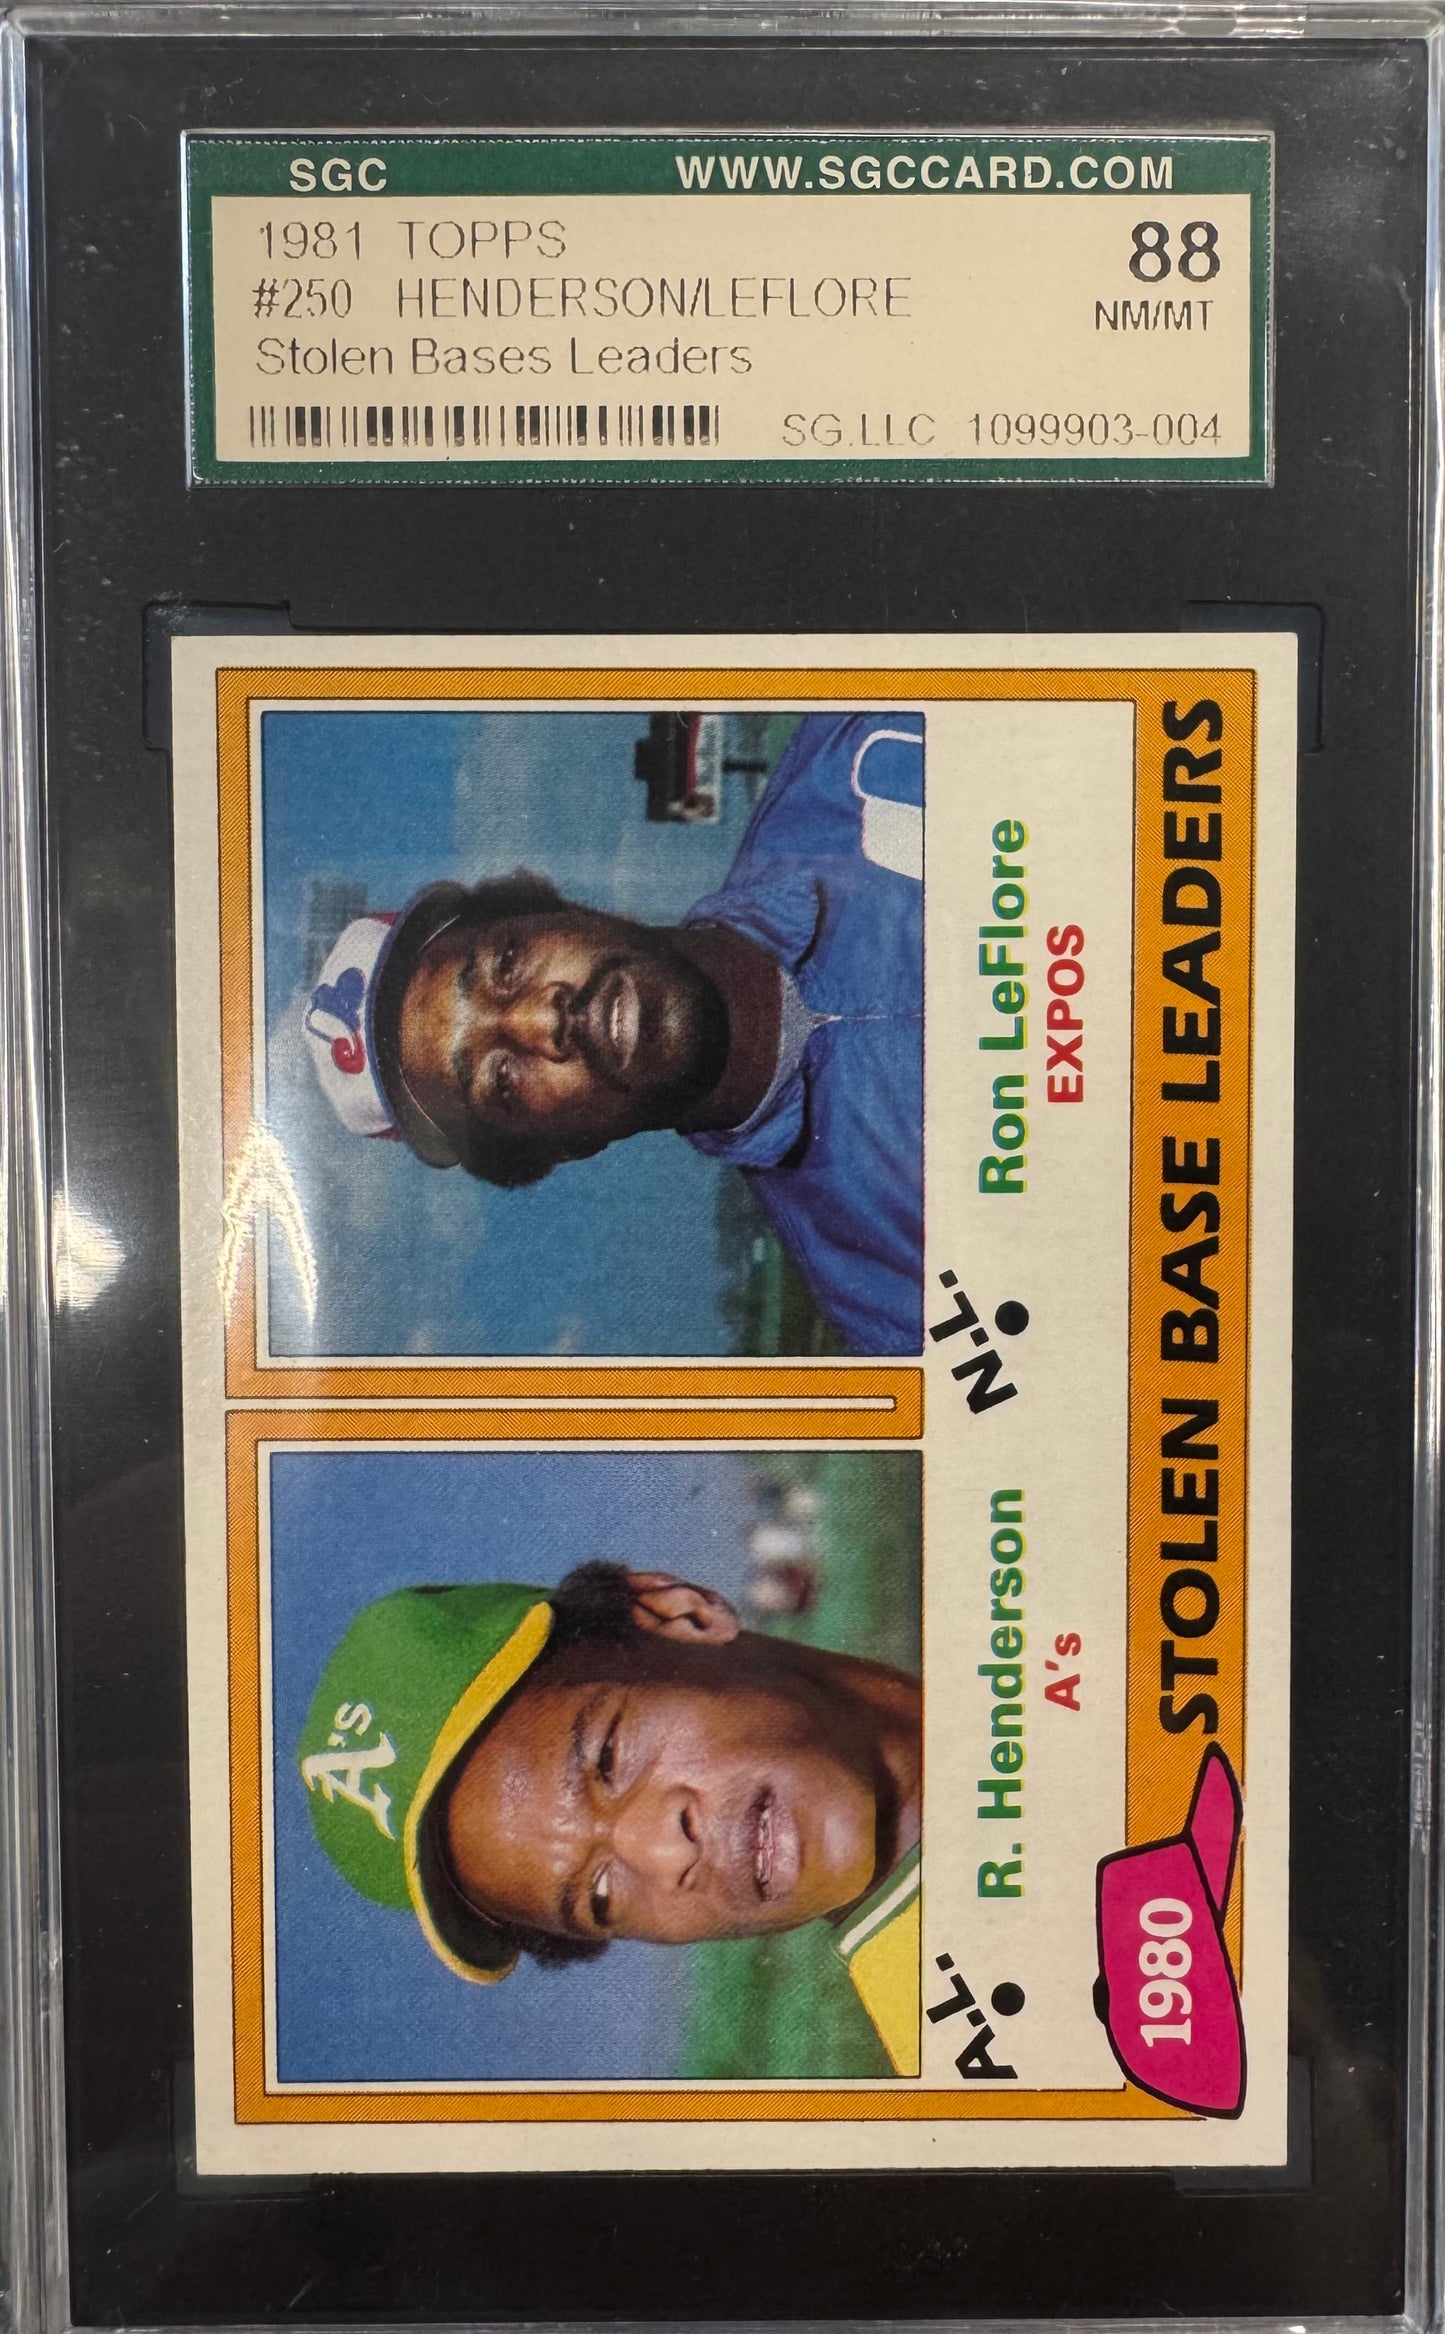 SGC WWW.SGCCARD.COM
1981 TOPPS 88
#250 HENDERSON/LEFLORE NM/MT
Stolen Bases Leaders
SG.LLC 1099903-004
A's
e
A.L. R. Henderson N.L. Ron LeFlore
A's EXPOS
1980 STOLEN BASE LEADERS